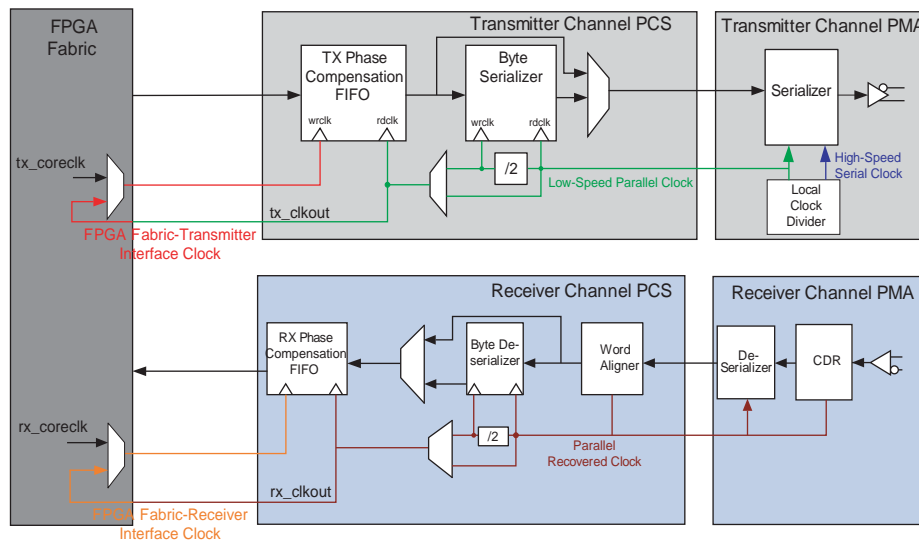 FPGA
Fabric
Transmitter Channel PCS
Transmitter Channel PMA
TX Phase
Compensation
FIFO
wrclk
rdclk
Byte
Serializer
wrclk
rdclk
Serializer
/2
tx_coreclk
Low-Speed Parallel Clock
High-Speed
Serial Clock
Local
Clock
Divider
tx_clkout
FPGA Fabric-Transmitter
Interface Clock
Receiver Channel PCS
Receiver Channel PMA
RX Phase
Compensation
FIFO
Byte De-
serializer
Word
Aligner
De-
Serializer
CDR
rx_coreclk
/2
Parallel
Recovered Clock
rx_clkout
FPGA Fabric-Receiver
Interface Clock